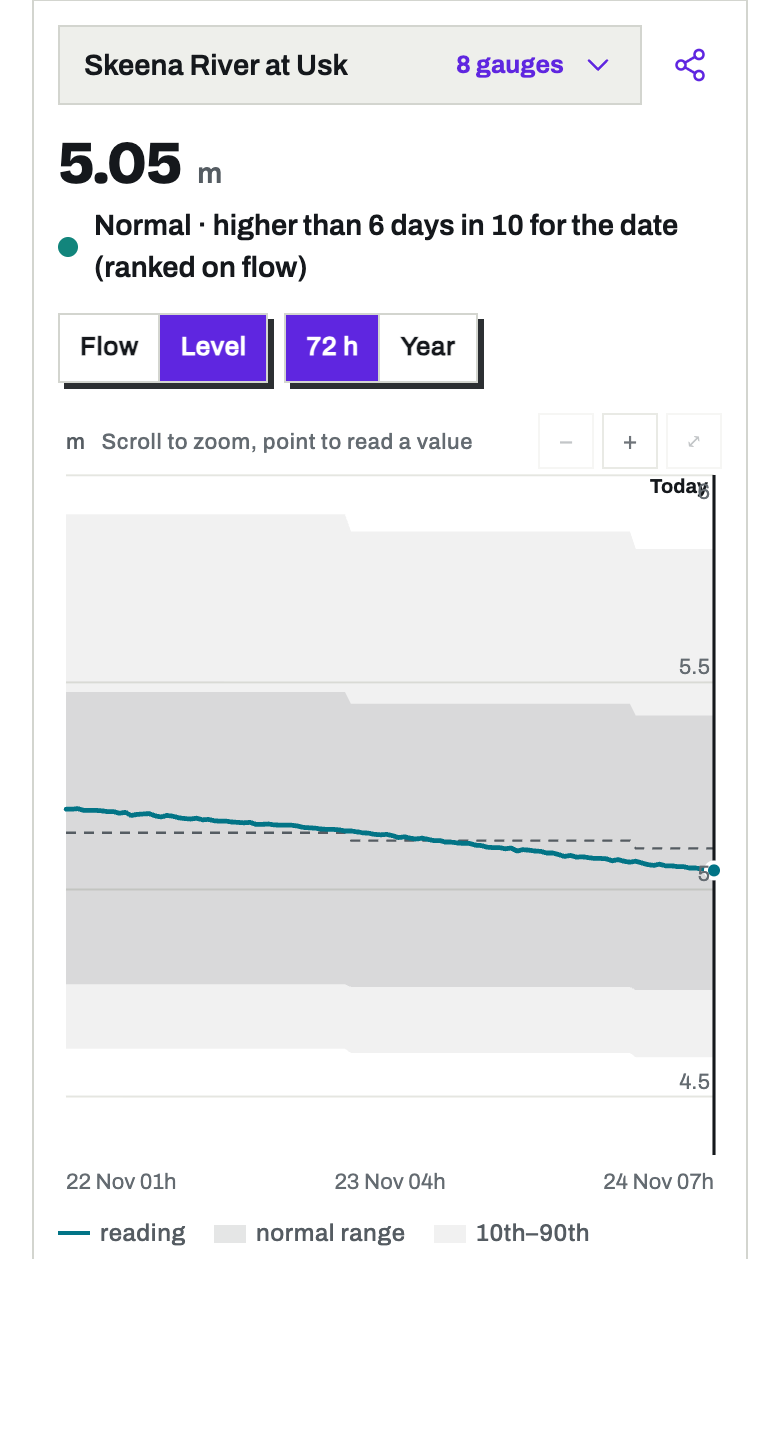 Skeena River at Usk 8 gauges
5.05 m
Normal · higher than 6 days in 10 for the date
(ranked on flow)
Flow Level 72 h Year
m Scroll to zoom, point to read a value − +
Today
6
5.5
5
4.5
22 Nov 01h 23 Nov 04h 24 Nov 07h
reading normal range 10th–90th